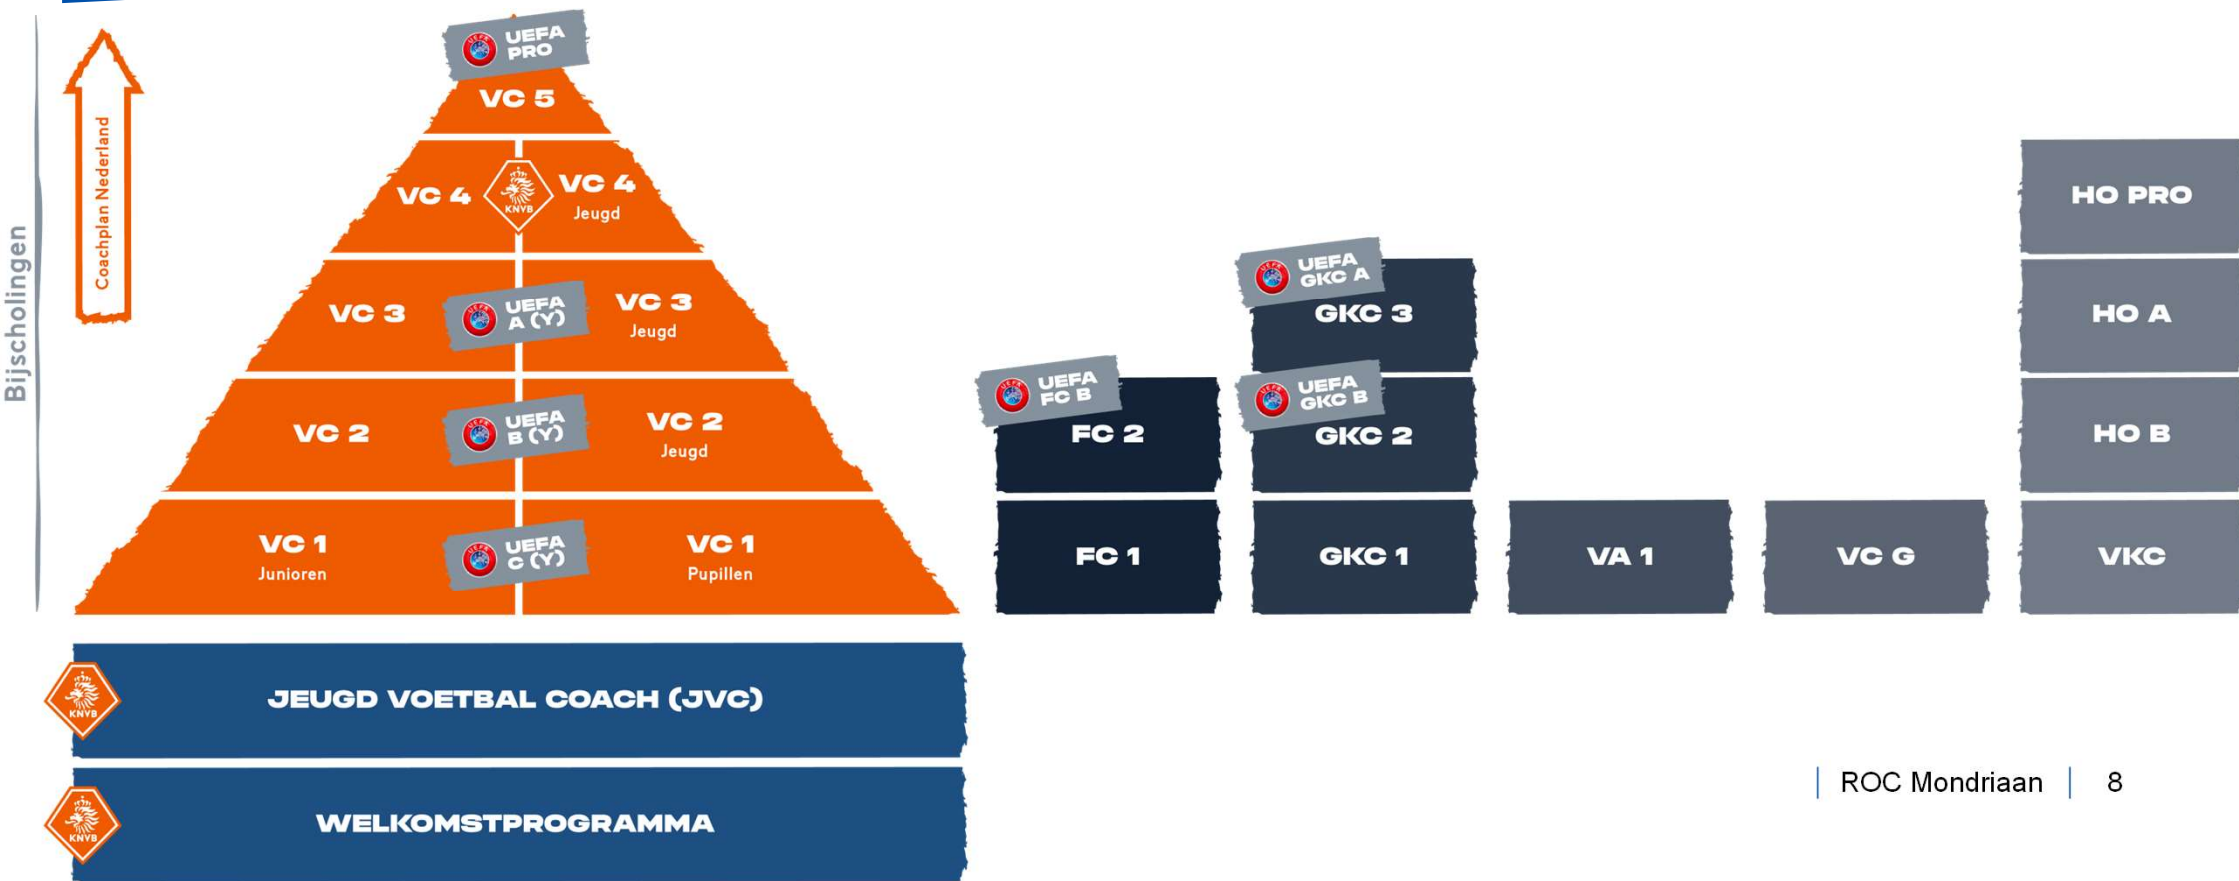 Bijscholingen
Coachplan Nederland
UEFA
PRO
VC 5
VC 4
KNVB
VC 4
Jeugd
VC 3
UEFA
A (Y)
VC 3
Jeugd
VC 2
UEFA
B (Y)
VC 2
Jeugd
VC 1
Junioren
UEFA
C (Y)
VC 1
Pupillen
UEFA
FC B
FC 2
FC 1
UEFA
GKC A
GKC 3
UEFA
GKC B
GKC 2
GKC 1
VA 1
VC G
HO PRO
HO A
HO B
VKC
KNVB
JEUGD VOETBAL COACH (JVC)
KNVB
WELKOMSTPROGRAMMA
ROC Mondriaan 8